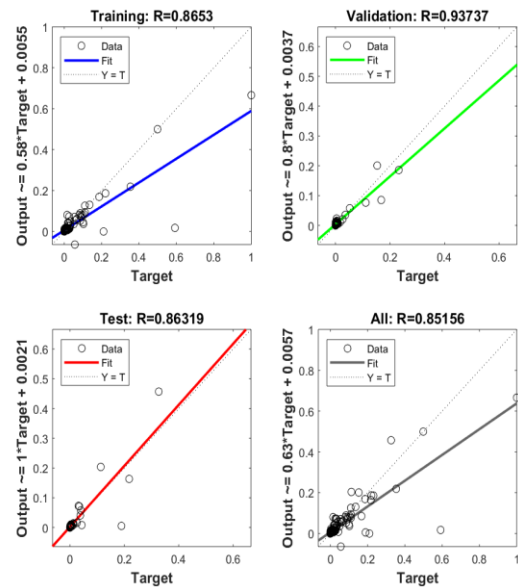 Training: R=0.8653
Output ~= 0.58*Target + 0.0055
1
0.8
0.6
0.4
0.2
0
Data
Fit
Y = T
0 0.2 0.4 0.6 0.8 1
Target
Validation: R=0.93737
Output ~= 0.8*Target + 0.0037
0.6
0.5
0.4
0.3
0.2
0.1
0
Data
Fit
Y = T
0 0.2 0.4 0.6
Target
Test: R=0.86319
Output ~= 1*Target + 0.0021
0.6
0.5
0.4
0.3
0.2
0.1
0
Data
Fit
Y = T
0 0.2 0.4 0.6
Target
All: R=0.85156
Output ~= 0.63*Target + 0.0057
1
0.8
0.6
0.4
0.2
0
Data
Fit
Y = T
0 0.2 0.4 0.6 0.8 1
Target